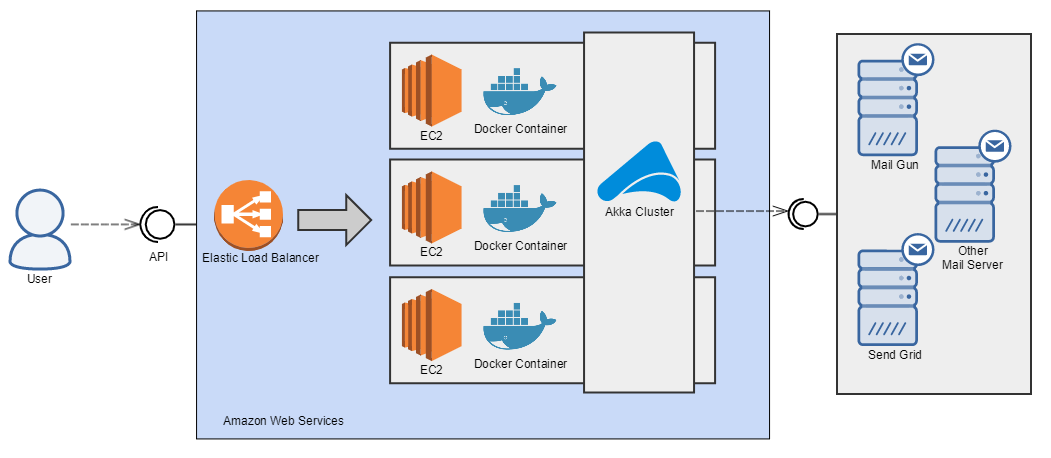 User
API
Elastic Load Balancer
EC2
Docker Container
EC2
Docker Container
EC2
Docker Container
Akka Cluster
Amazon Web Services
Mail Gun
Other
Mail Server
Send Grid